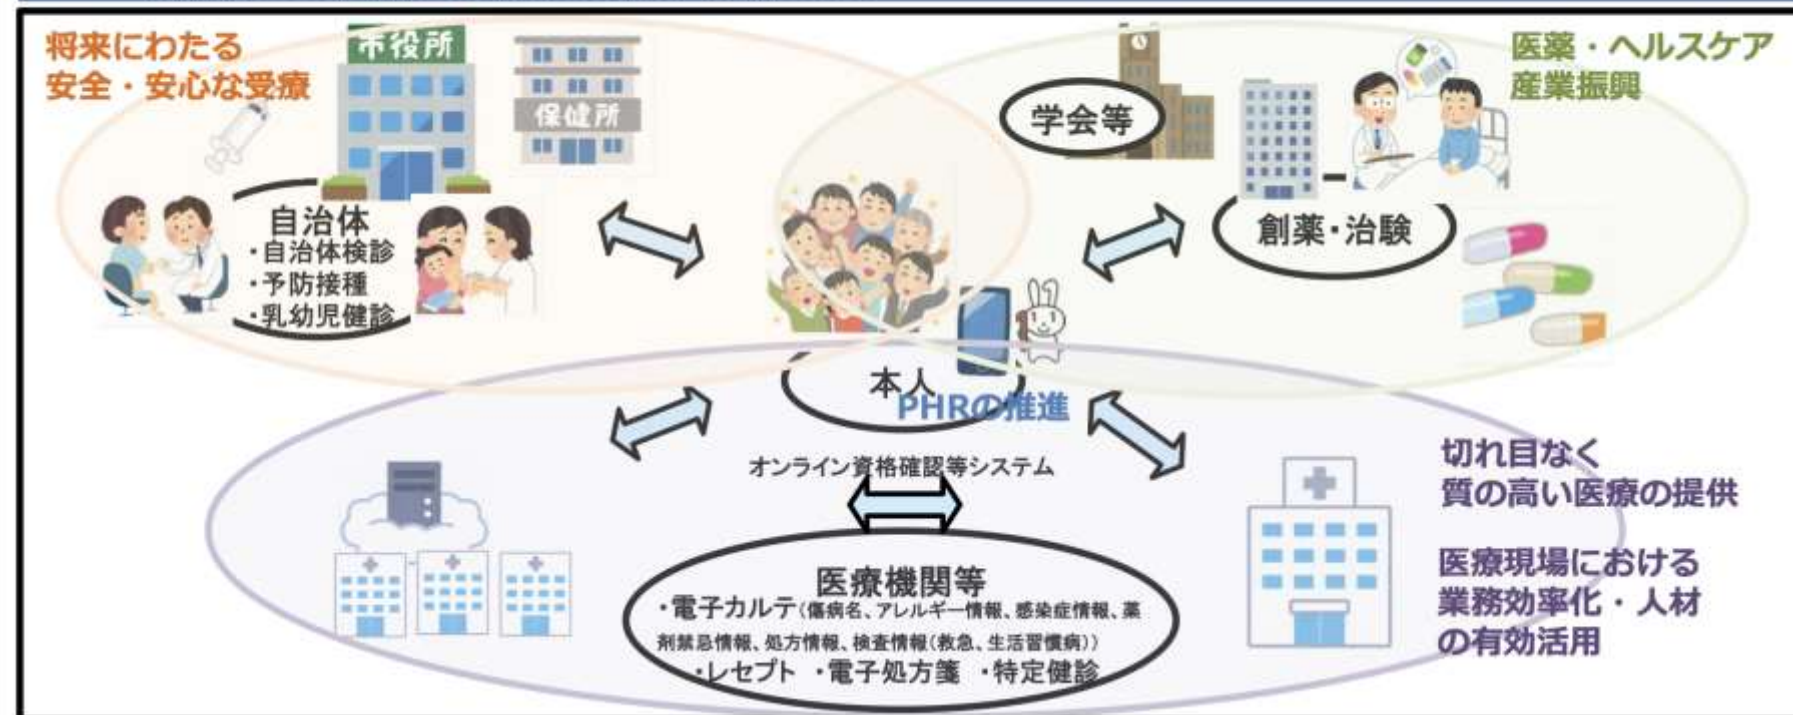 将来にわたる
安全・安心な受療
市役所
保健所
自治体
・自治体検診
・予防接種
・乳幼児健診
学会等
医薬・ヘルスケア
産業振興
創薬・治験
本人
PHRの推進
オンライン資格確認等システム
医療機関等
・電子カルテ(傷病名、アレルギー情報、感染症情報、薬
剤禁忌情報、処方情報、検査情報(救急、生活習慣病))
・レセプト ・電子処方箋 ・特定健診
切れ目なく
質の高い医療の提供
医療現場における
業務効率化・人材
の有効活用